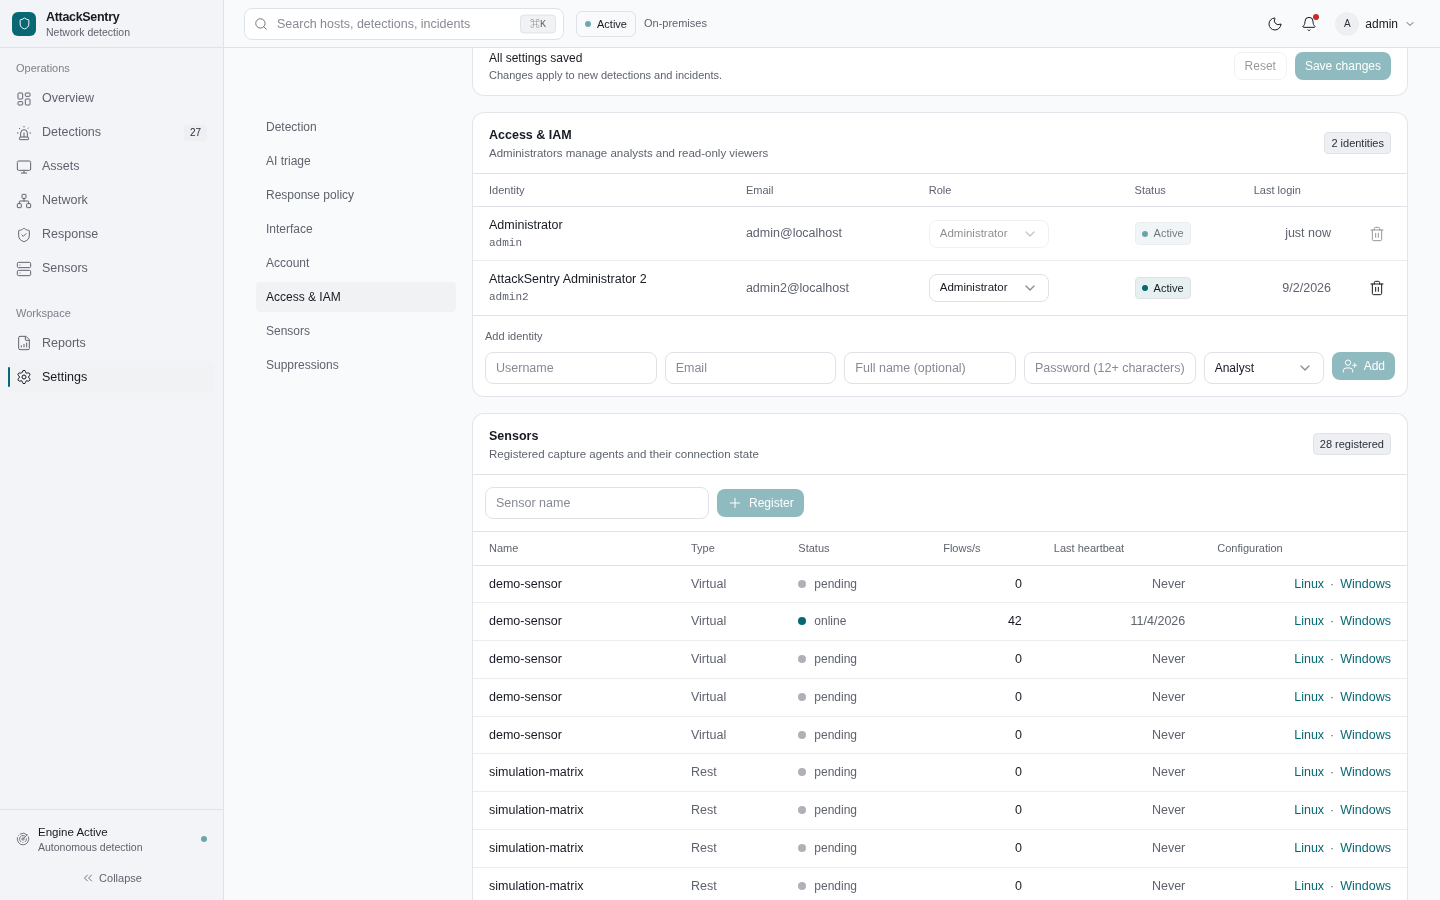 AttackSentry
Network detection
Search hosts, detections, incidents
⌘K
Active
On-premises
A
admin
Operations
Overview
Detections
27
Assets
Network
Response
Sensors
Workspace
Reports
Settings
Engine Active
Autonomous detection
Collapse
Detection
AI triage
Response policy
Interface
Account
Access & IAM
Sensors
Suppressions
All settings saved
Changes apply to new detections and incidents.
Reset
Save changes
Access & IAM
Administrators manage analysts and read-only viewers
2 identities
Identity Email Role Status Last login
Administrator
admin
admin@localhost Administrator Active just now
AttackSentry Administrator 2
admin2
admin2@localhost Administrator Active 9/2/2026
Add identity
Username Email Full name (optional) Password (12+ characters) Analyst Add
Sensors
Registered capture agents and their connection state
28 registered
Sensor name Register
Name Type Status Flows/s Last heartbeat Configuration
demo-sensor Virtual pending 0 Never Linux · Windows
demo-sensor Virtual online 42 11/4/2026 Linux · Windows
demo-sensor Virtual pending 0 Never Linux · Windows
demo-sensor Virtual pending 0 Never Linux · Windows
demo-sensor Virtual pending 0 Never Linux · Windows
simulation-matrix Rest pending 0 Never Linux · Windows
simulation-matrix Rest pending 0 Never Linux · Windows
simulation-matrix Rest pending 0 Never Linux · Windows
simulation-matrix Rest pending 0 Never Linux · Windows